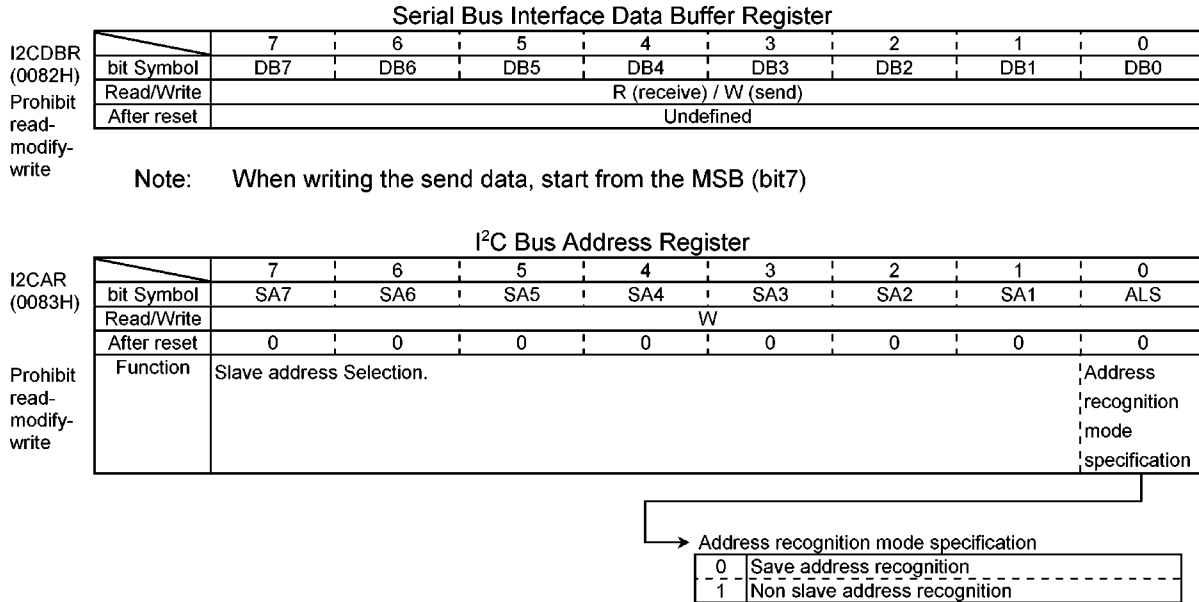 Serial Bus Interface Data Buffer Register
I2CDBR
(0082H)
Prohibit
read-
modify-
write
7 6 5 4 3 2 1 0
bit Symbol DB7 DB6 DB5 DB4 DB3 DB2 DB1 DB0
Read/Write R (receive) / W (send)
After reset Undefined
Note: When writing the send data, start from the MSB (bit7)
I²C Bus Address Register
I2CAR
(0083H)
Prohibit
read-
modify-
write
7 6 5 4 3 2 1 0
bit Symbol SA7 SA6 SA5 SA4 SA3 SA2 SA1 ALS
Read/Write W
After reset 0 0 0 0 0 0 0 0
Function Slave address Selection.
Address
recognition
mode
specification
Address recognition mode specification
0 Save address recognition
1 Non slave address recognition